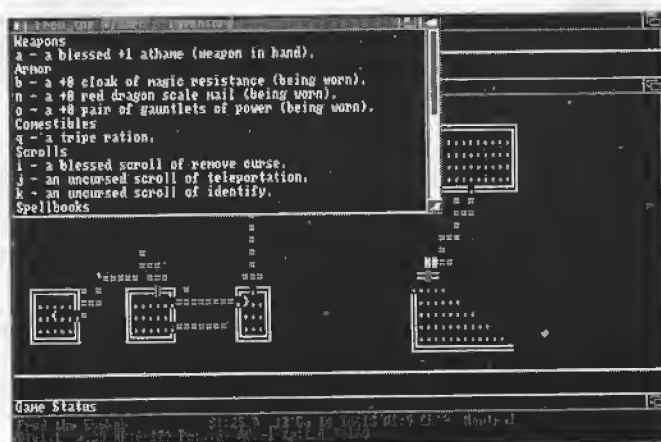 Weapons
a - a blessed +1 athame (weapon in hand).
Armor
b - a +0 cloak of magic resistance (being worn).
n - a +0 red dragon scale mail (being worn).
o - a +0 pair of gauntlets of power (being worn).
Comestibles
q - a tripe ration.
Scrolls
i - a blessed scroll of remove curse.
j - an uncursed scroll of teleportation.
k - an uncursed scroll of identify.
Spellbooks
Game Status